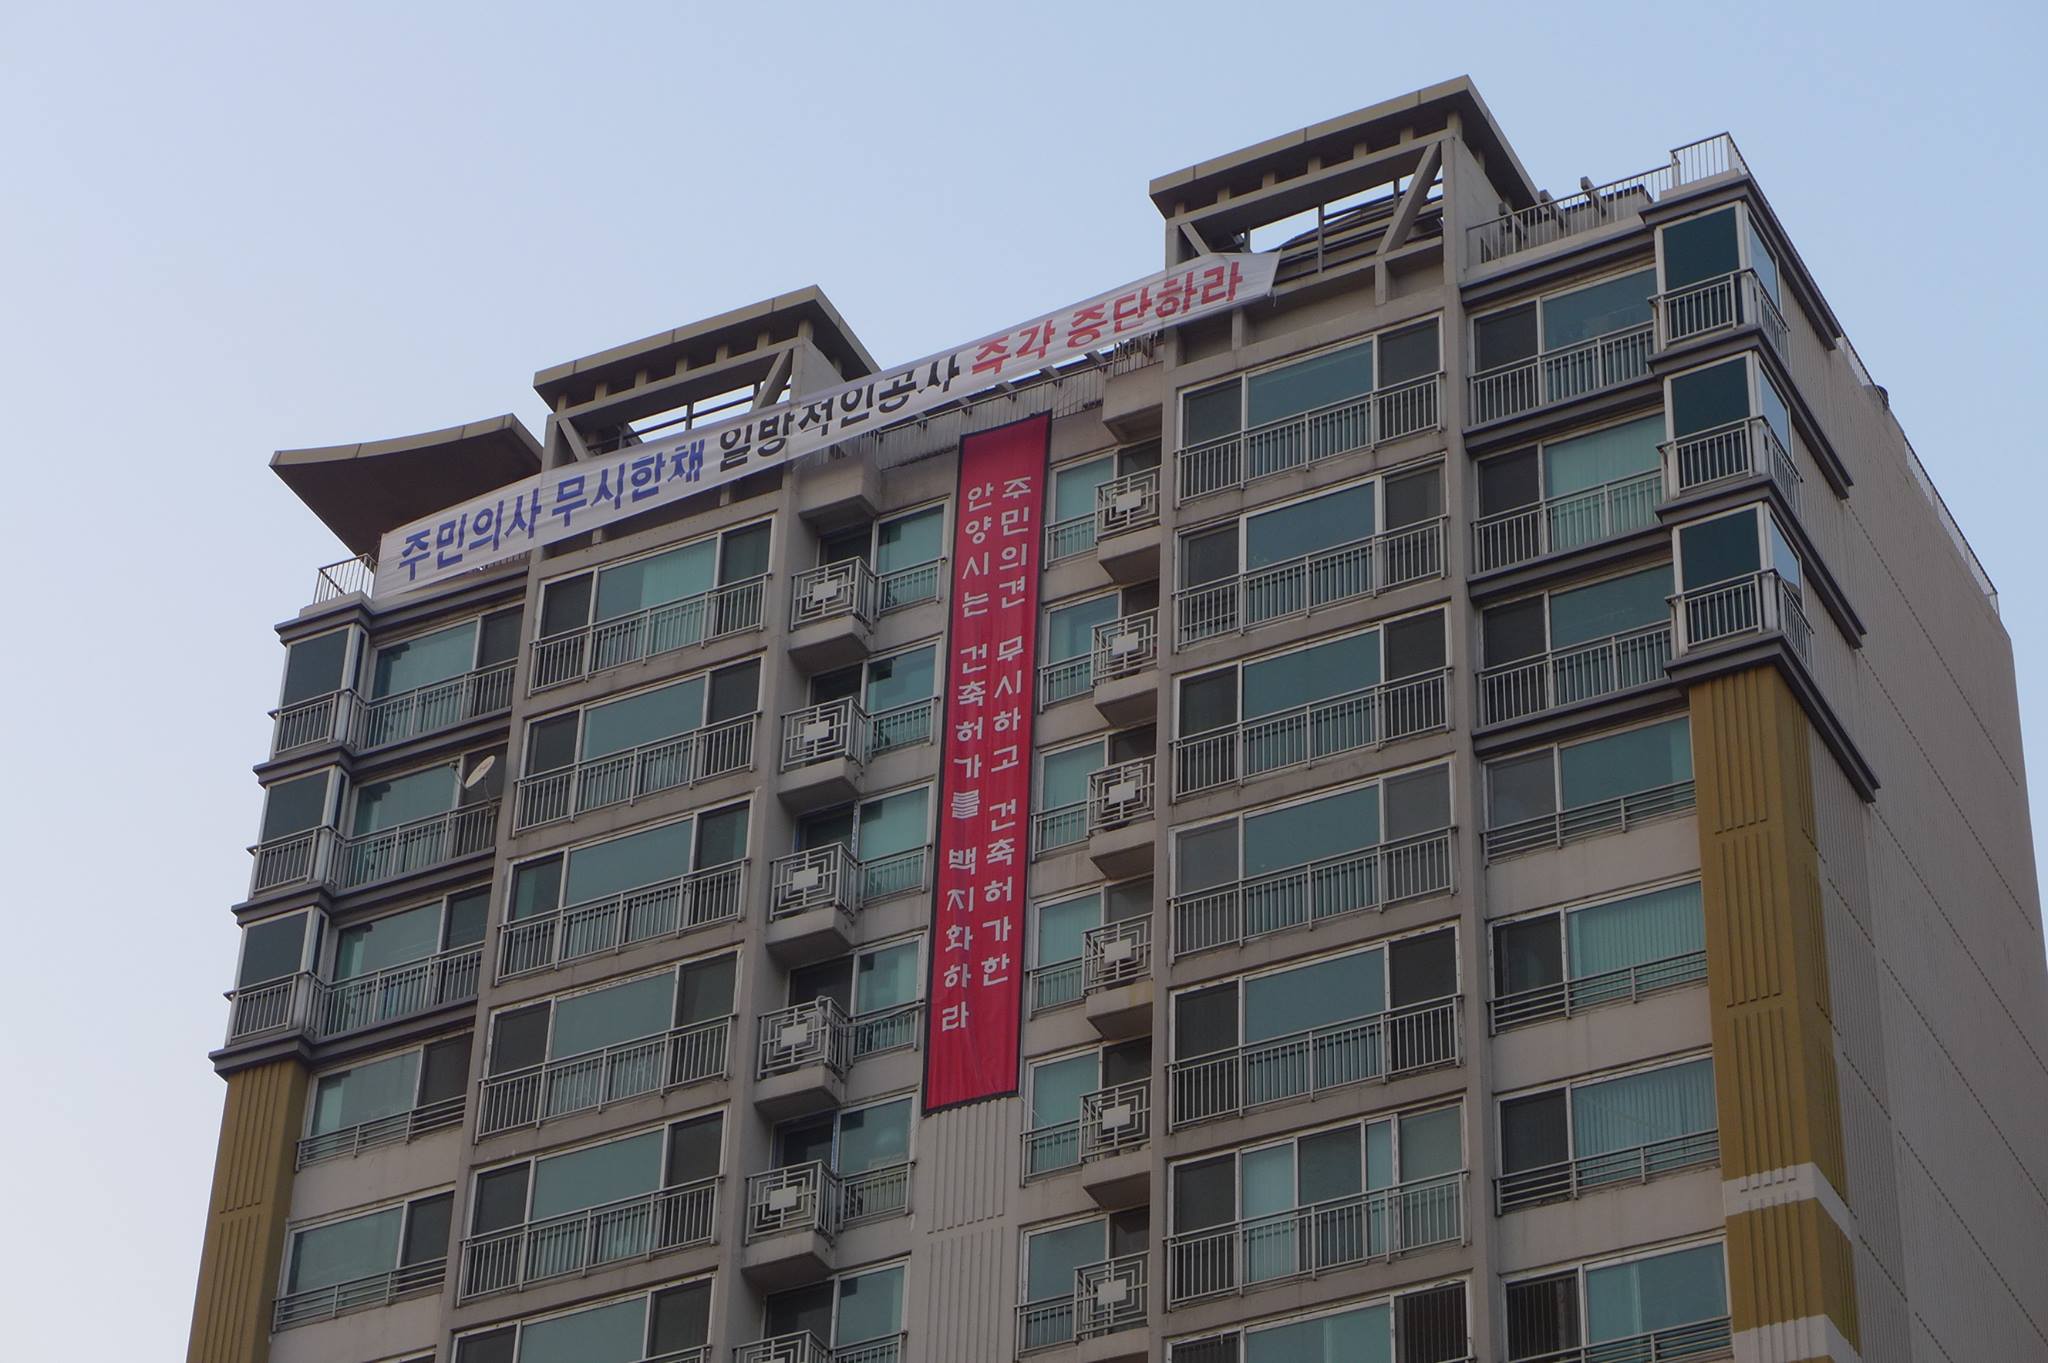 주민의사 무시한채 일방적인공사 즉각 중단하라
주민의견 무시하고 건축허가한
안양시는 건축허가를 백지화하라